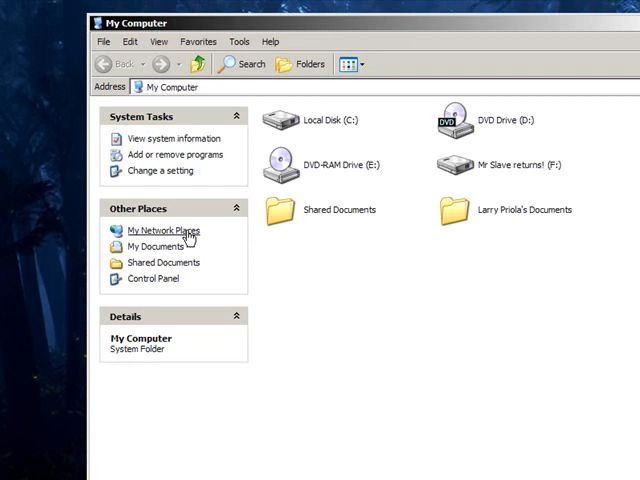 My Computer
File Edit View Favorites Tools Help
Back Search Folders
Address My Computer
System Tasks
View system information
Add or remove programs
Change a setting
Other Places
My Network Places
My Documents
Shared Documents
Control Panel
Details
My Computer
System Folder
Local Disk (C:) DVD Drive (D:)
DVD
DVD-RAM Drive (E:) Mr Slave returns! (F:)
Shared Documents Larry Priola's Documents